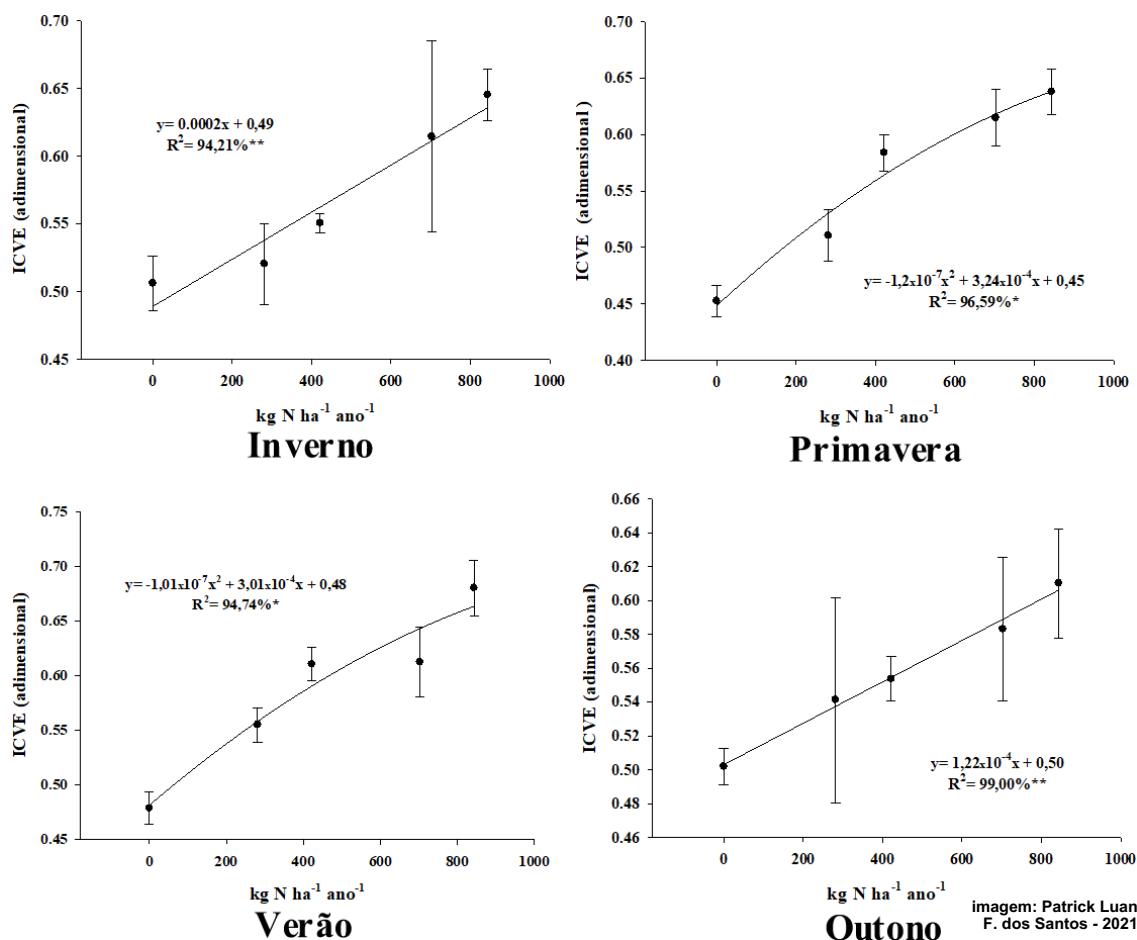 ICVE (adimensional)
0.70
0.65
0.60
0.55
0.50
0.45
y= 0.0002x + 0,49
R²= 94,21%**
0 200 400 600 800 1000
kg N ha⁻¹ ano⁻¹
Inverno
ICVE (adimensional)
0.70
0.65
0.60
0.55
0.50
0.45
0.40
y= -1,2x10⁻⁷x² + 3,24x10⁻⁴x + 0,45
R²= 96,59%*
0 200 400 600 800 1000
kg N ha⁻¹ ano⁻¹
Primavera
ICVE (adimensional)
0.75
0.70
0.65
0.60
0.55
0.50
0.45
y= -1,01x10⁻⁷x² + 3,01x10⁻⁴x + 0,48
R²= 94,74%*
0 200 400 600 800 1000
kg N ha⁻¹ ano⁻¹
Verão
ICVE (adimensional)
0.66
0.64
0.62
0.60
0.58
0.56
0.54
0.52
0.50
0.48
0.46
y= 1,22x10⁻⁴x + 0,50
R²= 99,00%**
0 200 400 600 800 1000
kg N ha⁻¹ ano⁻¹
Outono
imagem: Patrick Luan
F. dos Santos - 2021